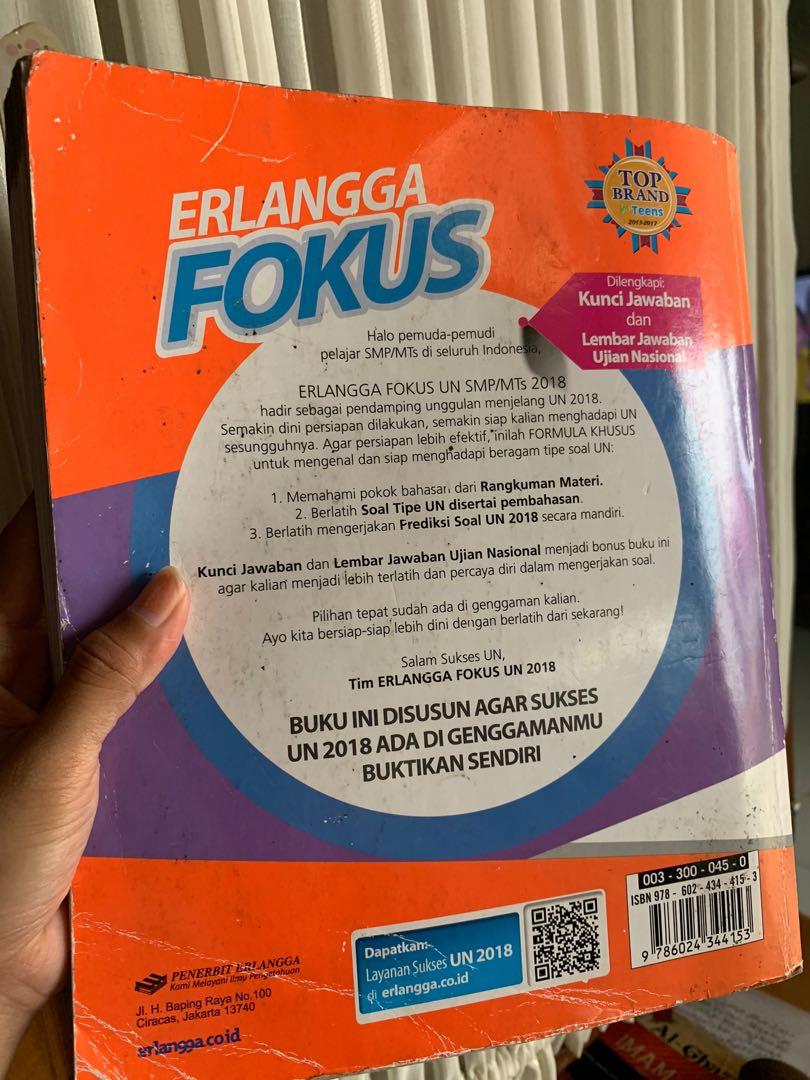 ERLANGGA
FOKUS
TOP
BRAND
Teens
2013-2017
Dilengkapi:
Kunci Jawaban
dan
Lembar Jawaban
Ujian Nasional
Halo pemuda-pemudi
pelajar SMP/MTs di seluruh Indonesia,
ERLANGGA FOKUS UN SMP/MTs 2018
hadir sebagai pendamping unggulan menjelang UN 2018.
Semakin dini persiapan dilakukan, semakin siap kalian menghadapi UN
sesungguhnya. Agar persiapan lebih efektif, inilah FORMULA KHUSUS
untuk mengenal dan siap menghadapi beragam tipe soal UN:
1. Memahami pokok bahasan dari Rangkuman Materi.
2. Berlatih Soal Tipe UN disertai pembahasan.
3. Berlatih mengerjakan Frediksi Soal UN 2018 secara mandiri.
Kunci Jawaban dan Lembar Jawaban Ujian Nasional menjadi bonus buku ini
agar kalian menjadi lebih terlatih dan percaya diri dalam mengerjakan soal.
Pilihan tepat sudah ada di genggaman kalian.
Ayo kita bersiap-siap lebih dini dengan berlatih dari sekarang!
Salam Sukses UN,
Tim ERLANGGA FOKUS UN 2018
BUKU INI DISUSUN AGAR SUKSES
UN 2018 ADA DI GENGGAMANMU
BUKTIKAN SENDIRI
003 - 300 - 045 - 0
ISBN 978 - 602 - 434 - 415 - 3
9 786024 344153
Dapatkan:
Layanan Sukses UN 2018
di erlangga.co.id
PENERBIT ERLANGGA
Kami Melayani Ilmu Pengetahuan
Jl. H. Baping Raya No.100
Ciracas, Jakarta 13740
erlangga.co.id
Al-Ghaz
IMAM